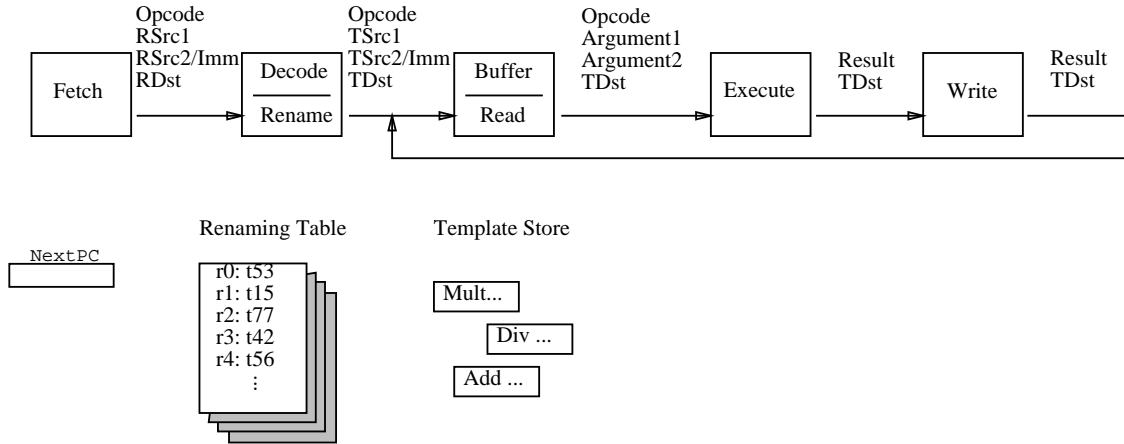 Fetch
Opcode
RSrc1
RSrc2/Imm
RDst
Decode
Rename
Opcode
TSrc1
TSrc2/Imm
TDst
Buffer
Read
Opcode
Argument1
Argument2
TDst
Execute
Result
TDst
Write
Result
TDst
NextPC
Renaming Table
r0: t53
r1: t15
r2: t77
r3: t42
r4: t56
⋮
Template Store
Mult...
Div ...
Add ...